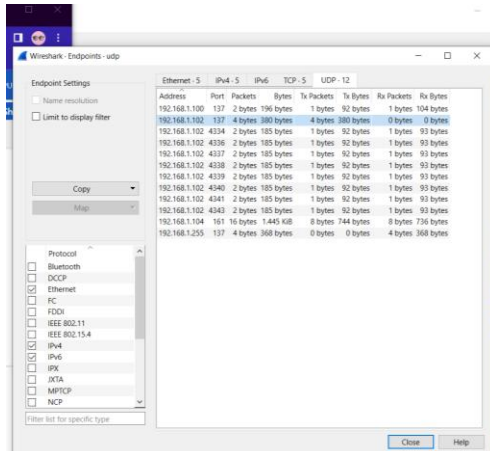 Wireshark · Endpoints · udp
Endpoint Settings
Name resolution
Limit to display filter
Copy
Map
Protocol
Bluetooth
DCCP
Ethernet
FC
FDDI
IEEE 802.11
IEEE 802.15.4
IPv4
IPv6
IPX
JXTA
MPTCP
NCP
Filter list for specific type
Ethernet · 5 IPv4 · 5 IPv6 TCP · 5 UDP · 12
Address Port Packets Bytes Tx Packets Tx Bytes Rx Packets Rx Bytes
192.168.1.100 137 2 bytes 196 bytes 1 bytes 92 bytes 1 bytes 104 bytes
192.168.1.102 137 4 bytes 380 bytes 4 bytes 380 bytes 0 bytes 0 bytes
192.168.1.102 4334 2 bytes 185 bytes 1 bytes 92 bytes 1 bytes 93 bytes
192.168.1.102 4336 2 bytes 185 bytes 1 bytes 92 bytes 1 bytes 93 bytes
192.168.1.102 4337 2 bytes 185 bytes 1 bytes 92 bytes 1 bytes 93 bytes
192.168.1.102 4338 2 bytes 185 bytes 1 bytes 92 bytes 1 bytes 93 bytes
192.168.1.102 4339 2 bytes 185 bytes 1 bytes 92 bytes 1 bytes 93 bytes
192.168.1.102 4340 2 bytes 185 bytes 1 bytes 92 bytes 1 bytes 93 bytes
192.168.1.102 4341 2 bytes 185 bytes 1 bytes 92 bytes 1 bytes 93 bytes
192.168.1.102 4343 2 bytes 185 bytes 1 bytes 92 bytes 1 bytes 93 bytes
192.168.1.104 161 16 bytes 1.445 KiB 8 bytes 744 bytes 8 bytes 736 bytes
192.168.1.255 137 4 bytes 368 bytes 0 bytes 0 bytes 4 bytes 368 bytes
Close Help